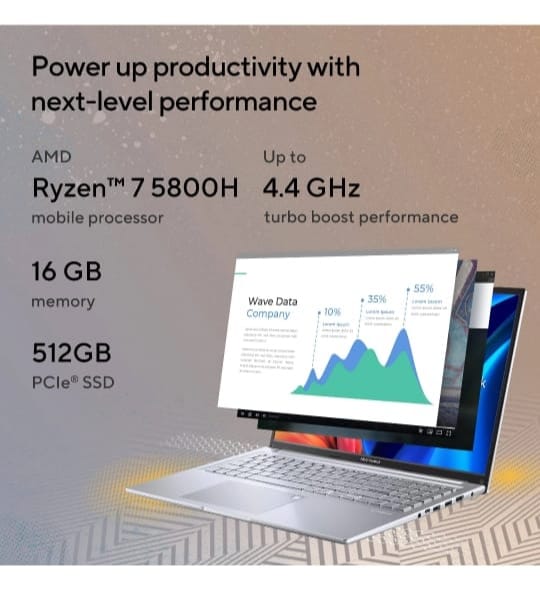 Power up productivity with
next-level performance
AMD
Ryzen™ 7 5800H
mobile processor
Up to
4.4 GHz
turbo boost performance
16 GB
memory
512GB
PCIe® SSD
Wave Data
Company
10%
Lorem Ipsum
35%
Lorem Ipsum
55%
Lorem Ipsum